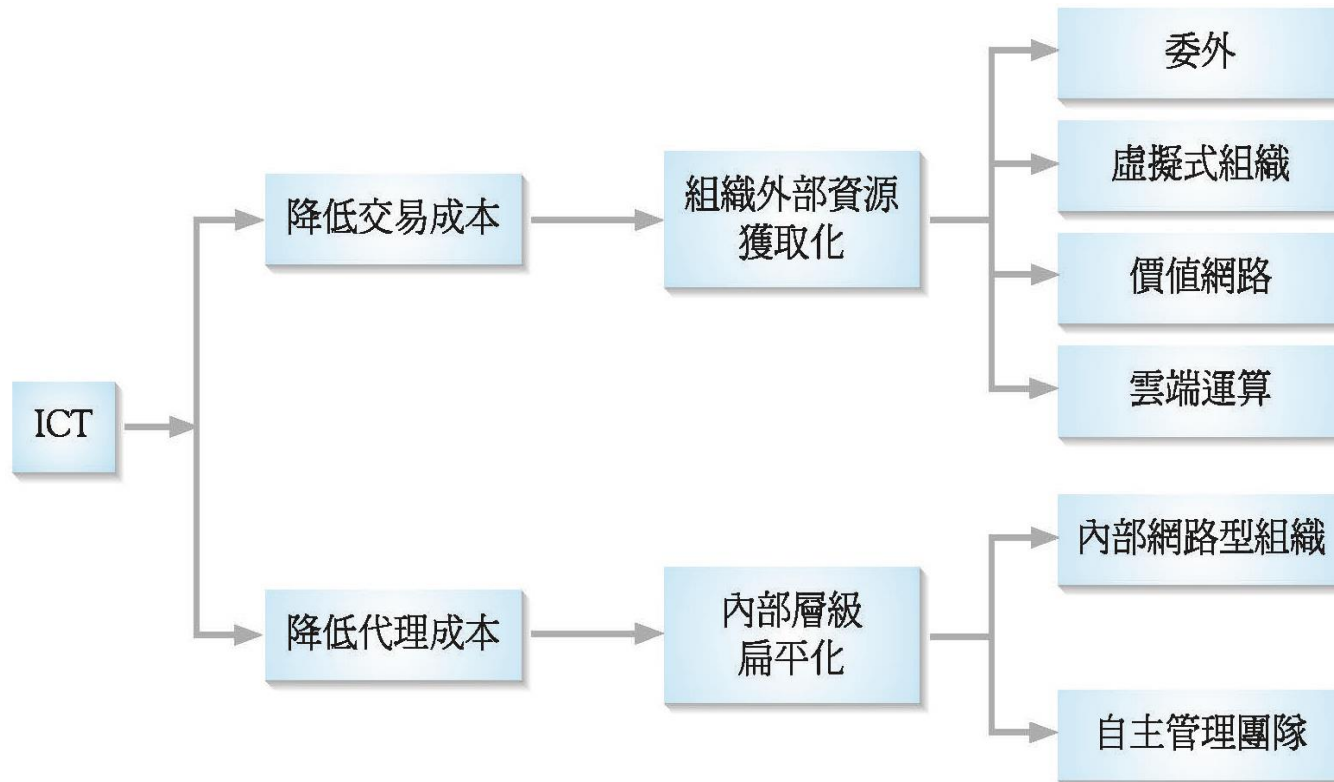 ICT
降低交易成本
組織外部資源
獲取化
委外
虛擬式組織
價值網路
雲端運算
降低代理成本
內部層級
扁平化
內部網路型組織
自主管理團隊